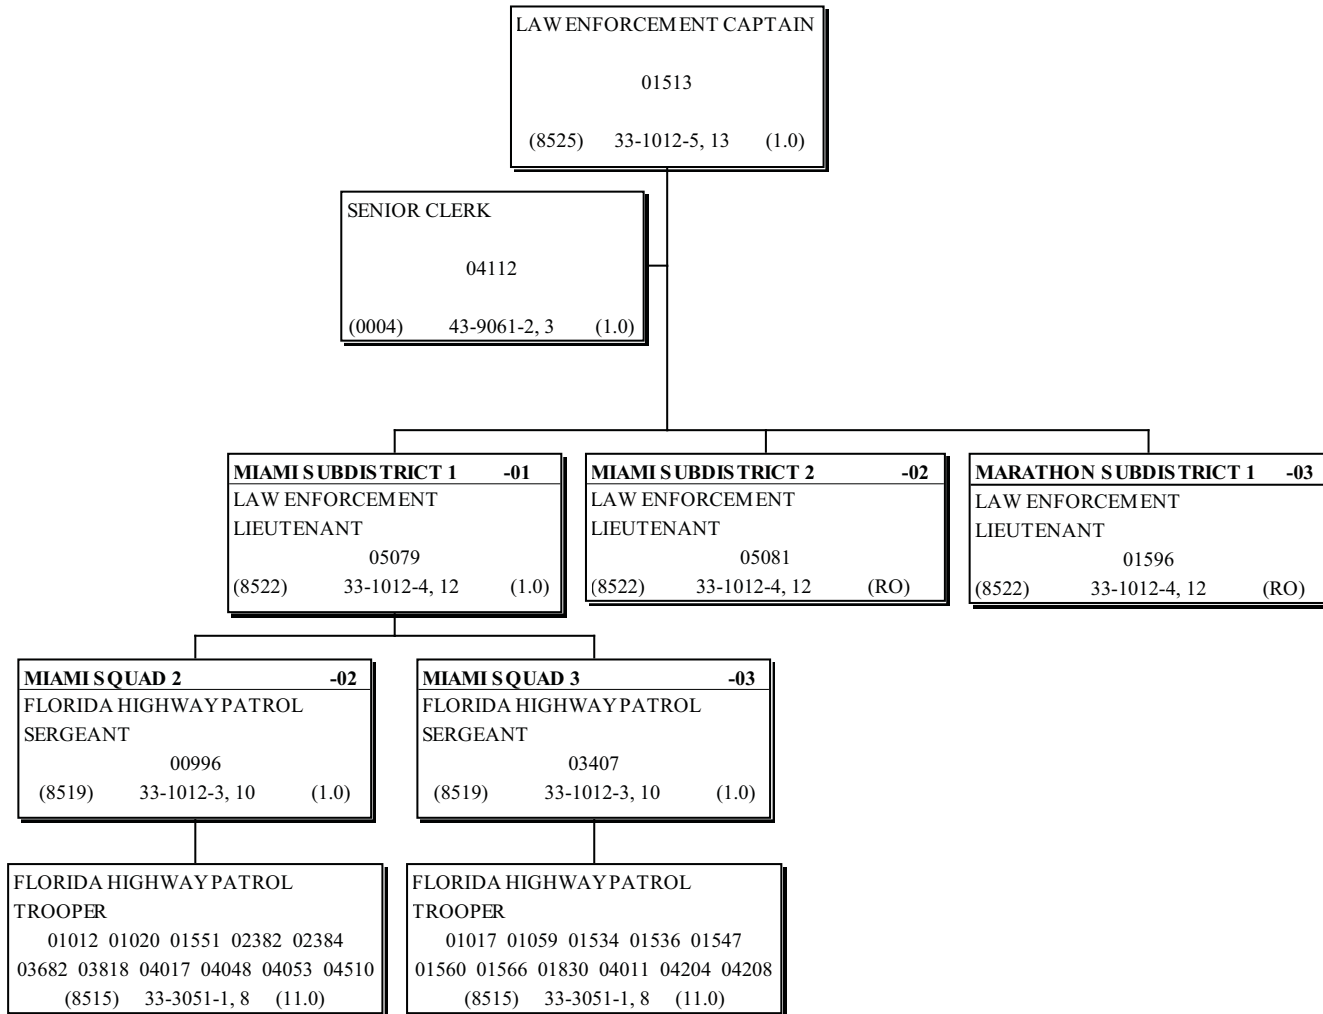 LAW ENFORCEMENT CAPTAIN
01513
(8525) 33-1012-5, 13 (1.0)
SENIOR CLERK
04112
(0004) 43-9061-2, 3 (1.0)
MIAMI SUBDISTRICT 1 -01
LAW ENFORCEMENT
LIEUTENANT
05079
(8522) 33-1012-4, 12 (1.0)
MIAMI SUBDISTRICT 2 -02
LAW ENFORCEMENT
LIEUTENANT
05081
(8522) 33-1012-4, 12 (RO)
MARATHON SUBDISTRICT 1 -03
LAW ENFORCEMENT
LIEUTENANT
01596
(8522) 33-1012-4, 12 (RO)
MIAMI SQUAD 2 -02
FLORIDA HIGHWAY PATROL
SERGEANT
00996
(8519) 33-1012-3, 10 (1.0)
MIAMI SQUAD 3 -03
FLORIDA HIGHWAY PATROL
SERGEANT
03407
(8519) 33-1012-3, 10 (1.0)
FLORIDA HIGHWAY PATROL
TROOPER
01012 01020 01551 02382 02384
03682 03818 04017 04048 04053 04510
(8515) 33-3051-1, 8 (11.0)
FLORIDA HIGHWAY PATROL
TROOPER
01017 01059 01534 01536 01547
01560 01566 01830 04011 04204 04208
(8515) 33-3051-1, 8 (11.0)